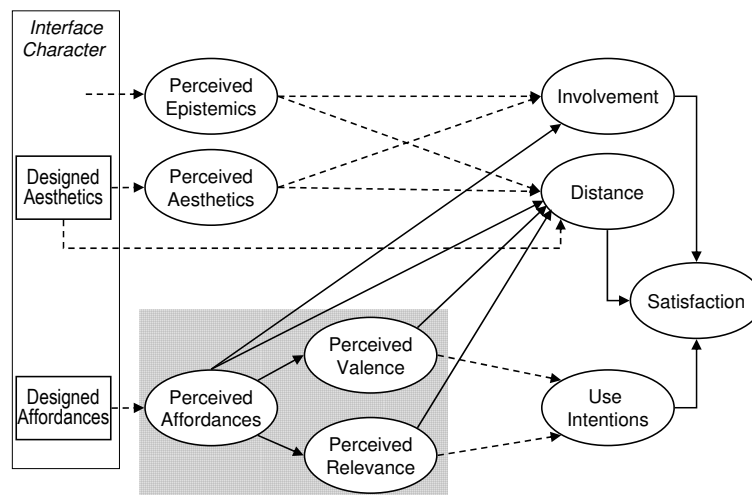 Interface
Character
Perceived
Epistemics
Involvement
Designed
Aesthetics
Perceived
Aesthetics
Distance
Satisfaction
Perceived
Valence
Designed
Affordances
Perceived
Affordances
Use
Intentions
Perceived
Relevance